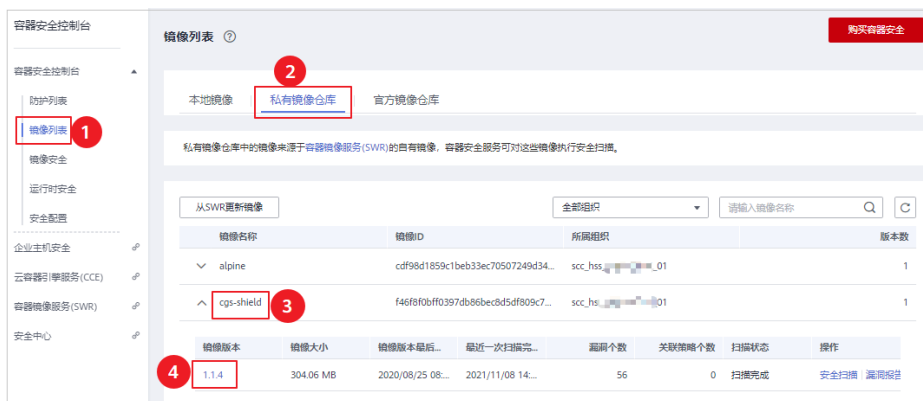 容器安全控制台
镜像列表 ?
购买容器安全
容器安全控制台
防护列表
镜像列表 1
镜像安全
运行时安全
安全配置
企业主机安全
云容器引擎服务(CCE)
容器镜像服务(SWR)
安全中心
2
本地镜像 私有镜像仓库 官方镜像仓库
私有镜像仓库中的镜像来源于容器镜像服务(SWR)的自有镜像，容器安全服务可对这些镜像执行安全扫描。
从SWR更新镜像 全部组织 请输入镜像名称
镜像名称 镜像ID 所属组织 版本数
alpine cdf98d1859c1beb33ec70507249d34... scc_hss_ _01 1
cgs-shield 3 f46f8f0bff0397db86bec8d5df809c7... scc_hs 01 1
镜像版本 镜像大小 镜像版本最后... 最近一次扫描完... 漏洞个数 关联策略个数 扫描状态 操作
4 1.1.4 304.06 MB 2020/08/25 08:... 2021/11/08 14:... 56 0 扫描完成 安全扫描 漏洞报告